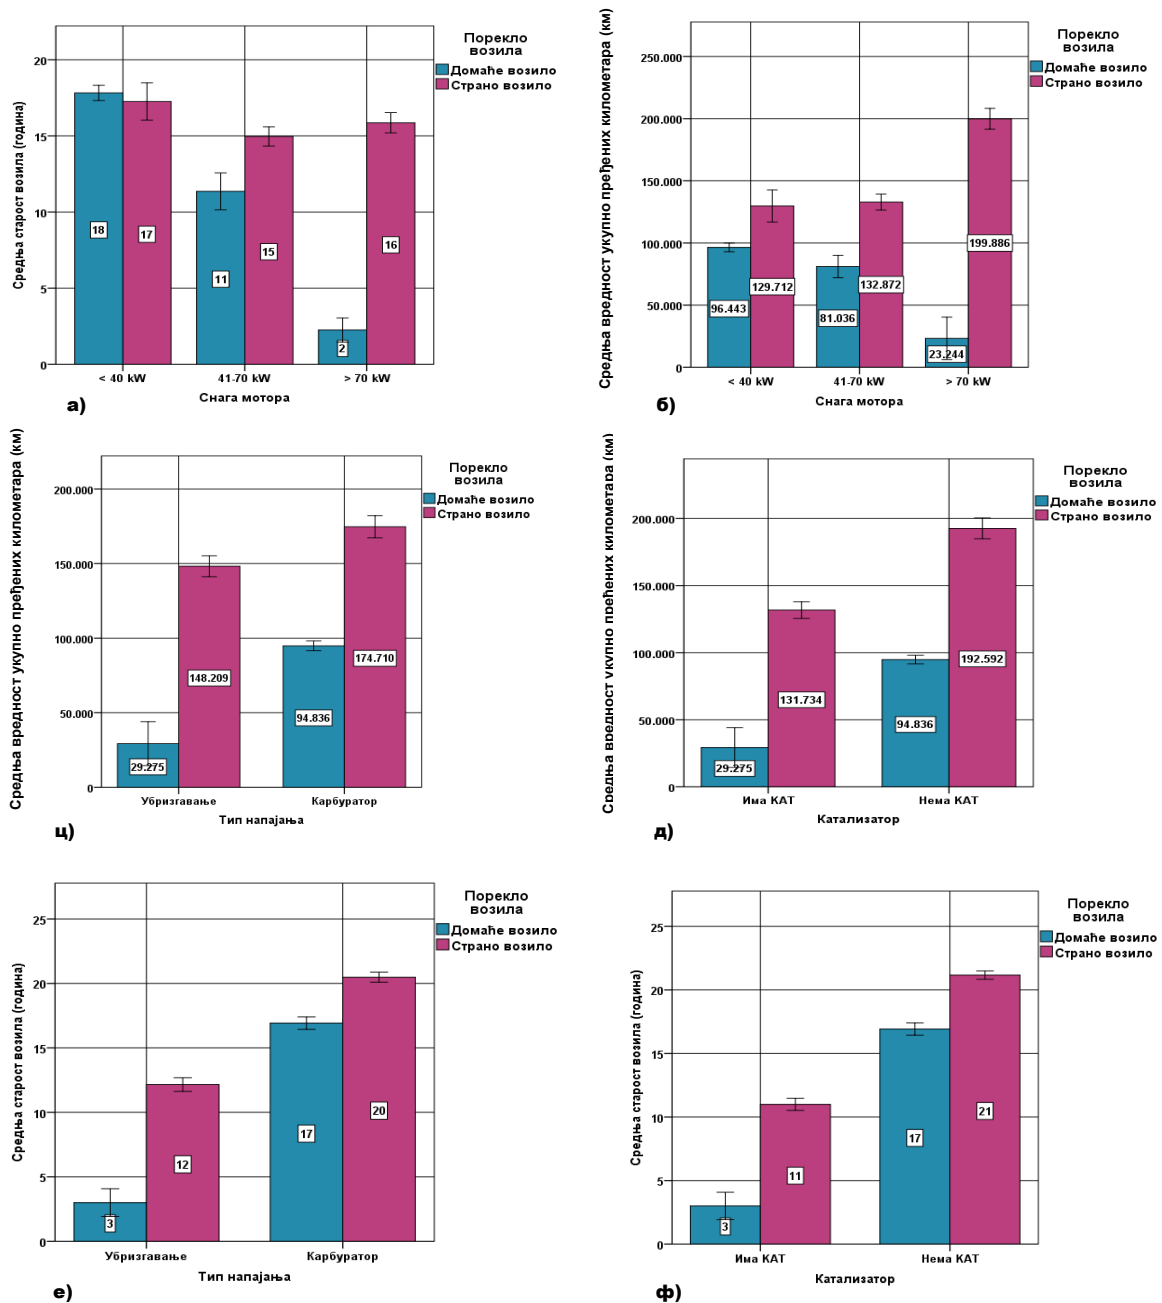 Порекло
возила
Домаће возило
Страно возило
Средња старост возила (година)
20
15
10
5
0
18
17
11
15
2
16
< 40 kW
41-70 kW
> 70 kW
Снага мотора
а)
Порекло
возила
Домаће возило
Страно возило
Средња вредност укупно пређених километара (км)
250.000
200.000
150.000
100.000
50.000
0
96.443
129.712
81.036
132.872
23.244
199.886
< 40 kW
41-70 kW
> 70 kW
Снага мотора
б)
Порекло
возила
Домаће возило
Страно возило
Средња вредност укупно пређених километара (км)
200.000
150.000
100.000
50.000
0
29.275
148.209
94.836
174.710
Убризгавање
Карбуратор
Тип напајања
ц)
Порекло
возила
Домаће возило
Страно возило
Средња вредност укупно пређених километара (км)
200.000
150.000
100.000
50.000
0
29.275
131.734
94.836
192.592
Има КАТ
Нема КАТ
Катализатор
д)
Порекло
возила
Домаће возило
Страно возило
Средња старост возила (година)
25
20
15
10
5
0
3
12
17
20
Убризгавање
Карбуратор
Тип напајања
е)
Порекло
возила
Домаће возило
Страно возило
Средња старост возила (година)
25
20
15
10
5
0
3
11
17
21
Има КАТ
Нема КАТ
Катализатор
ф)